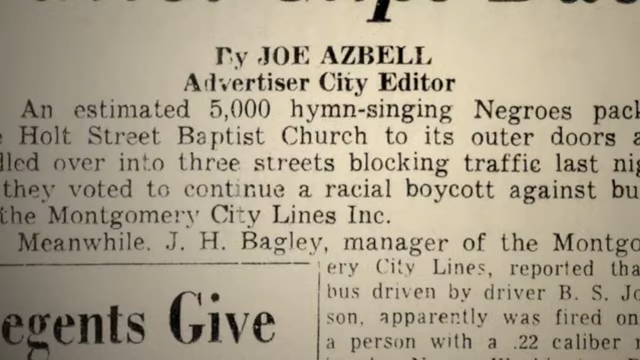 By JOE AZBELL
Advertiser City Editor
An estimated 5,000 hymn-singing Negroes pack
Holt Street Baptist Church to its outer doors a
lled over into three streets blocking traffic last nig
they voted to continue a racial boycott against bu
the Montgomery City Lines Inc.
Meanwhile. J. H. Bagley, manager of the Montgo
ery City Lines, reported tha
bus driven by driver B. S. Jo
son, apparently was fired on
a person with a .22 caliber
egents Give